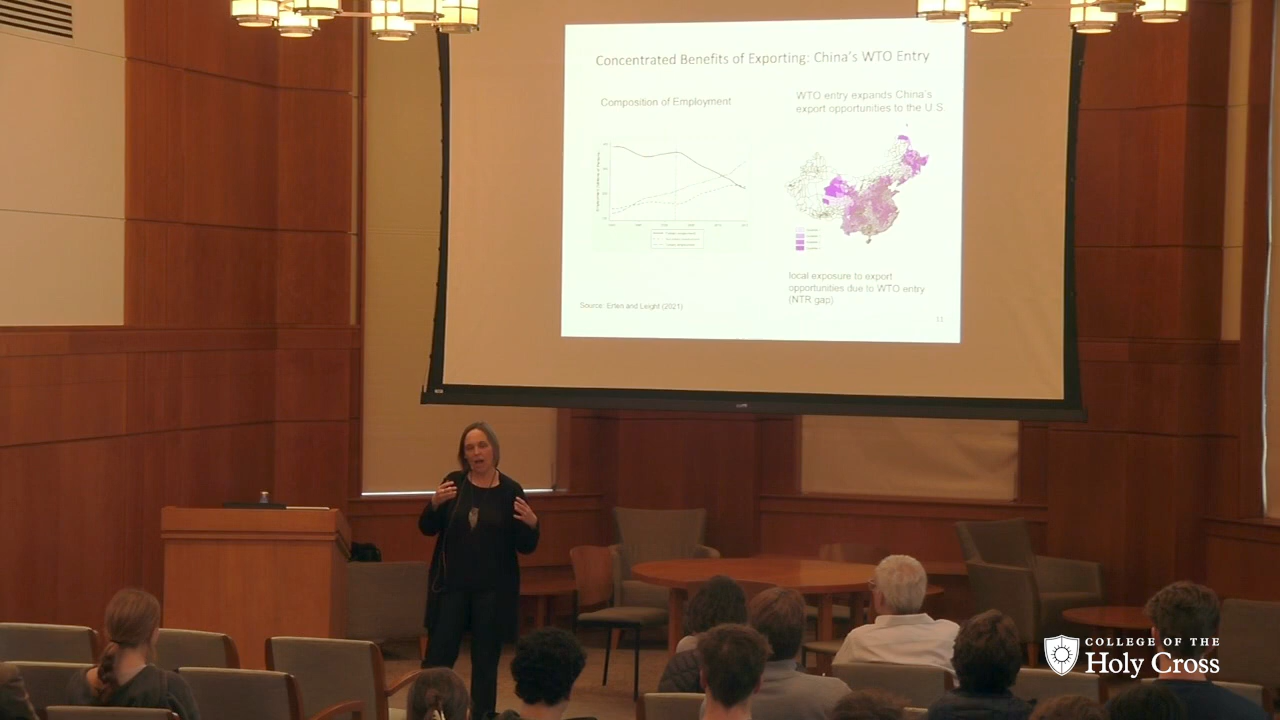 Concentrated Benefits of Exporting: China's WTO Entry
Composition of Employment
WTO entry expands China's
export opportunities to the U.S.
local exposure to export
opportunities due to WTO entry
(NTR gap)
Source: Erten and Leight (2021)
11
COLLEGE OF THE
Holy Cross